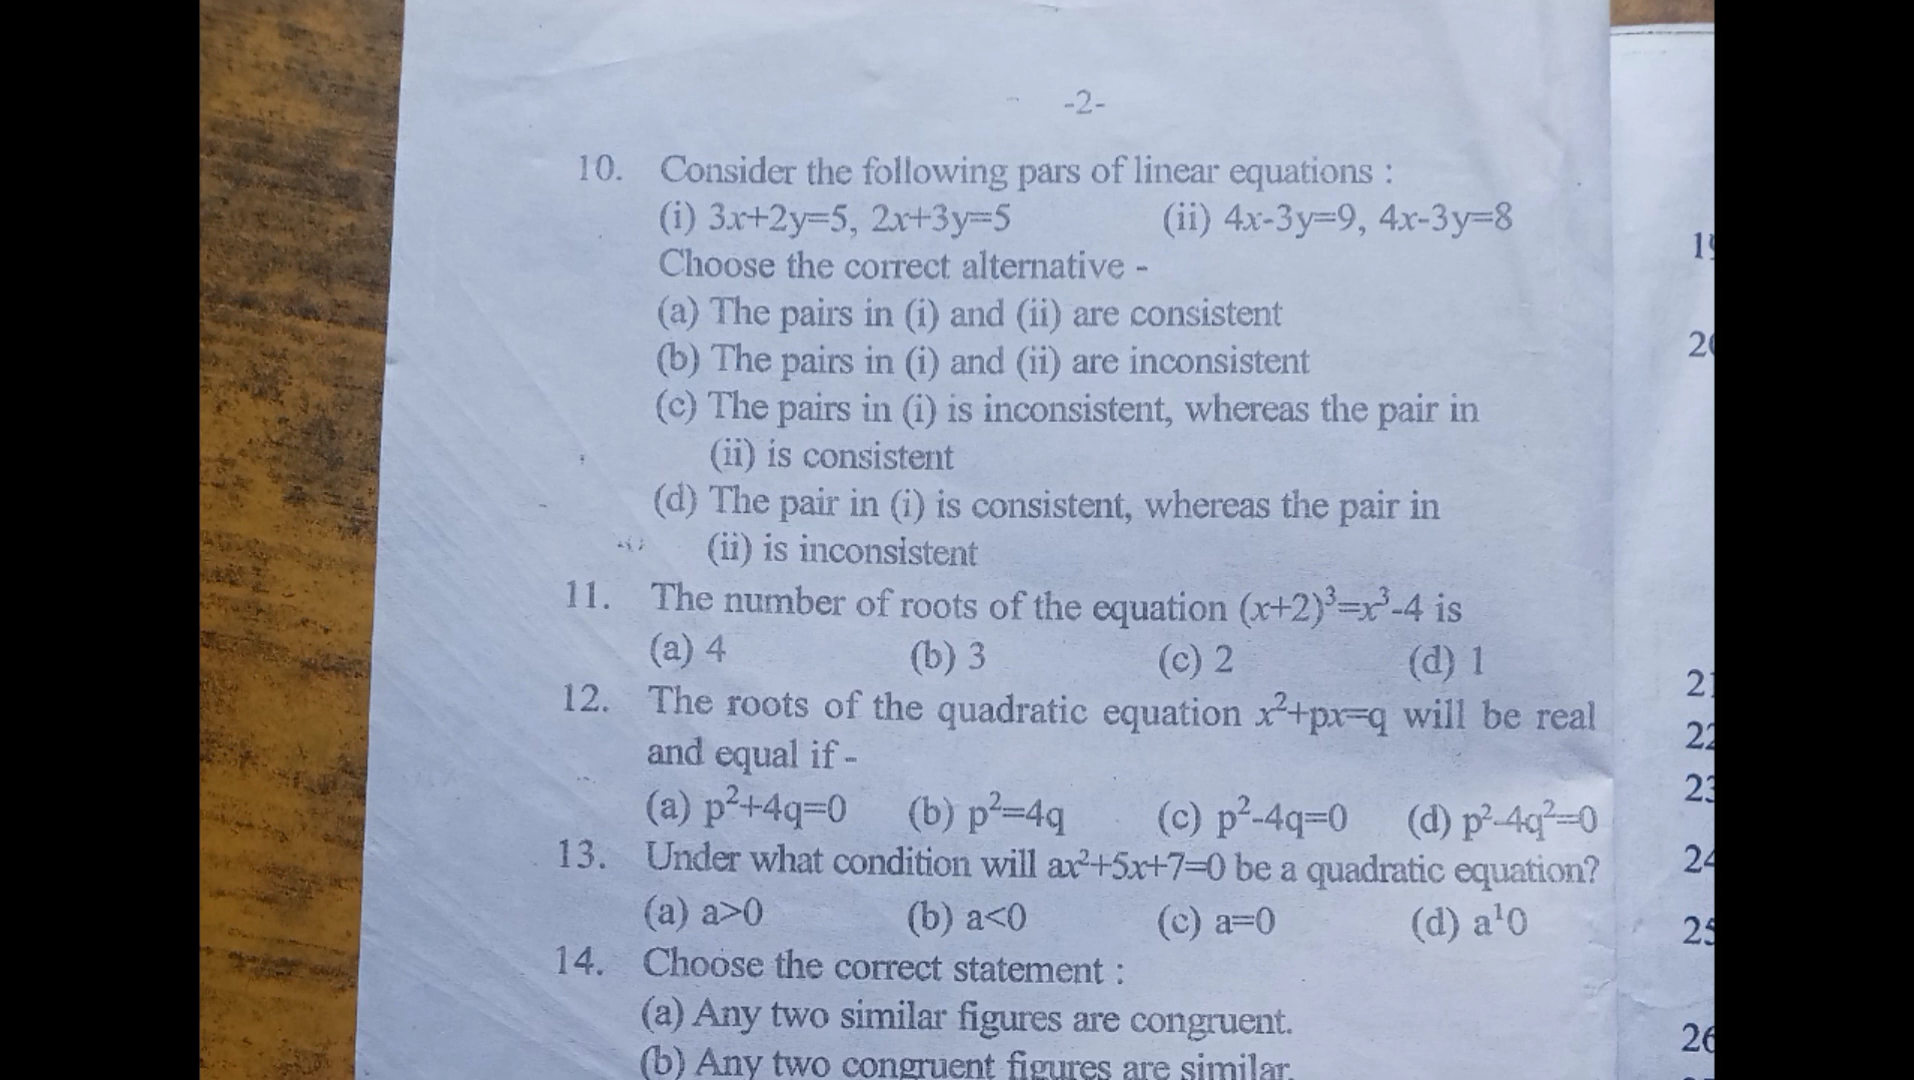 -2-
10. Consider the following pars of linear equations :
(i) 3x+2y=5, 2x+3y=5 (ii) 4x-3y=9, 4x-3y=8
Choose the correct alternative -
(a) The pairs in (i) and (ii) are consistent
(b) The pairs in (i) and (ii) are inconsistent
(c) The pairs in (i) is inconsistent, whereas the pair in
(ii) is consistent
(d) The pair in (i) is consistent, whereas the pair in
(ii) is inconsistent
11. The number of roots of the equation (x+2)³=x³-4 is
(a) 4 (b) 3 (c) 2 (d) 1
12. The roots of the quadratic equation x²+px=q will be real
and equal if -
(a) p²+4q=0 (b) p²=4q (c) p²-4q=0 (d) p²-4q²=0
13. Under what condition will ax²+5x+7=0 be a quadratic equation?
(a) a>0 (b) a<0 (c) a=0 (d) a¹0
14. Choose the correct statement :
(a) Any two similar figures are congruent.
(b) Any two congruent figures are similar.
21
22
23
24
25
26